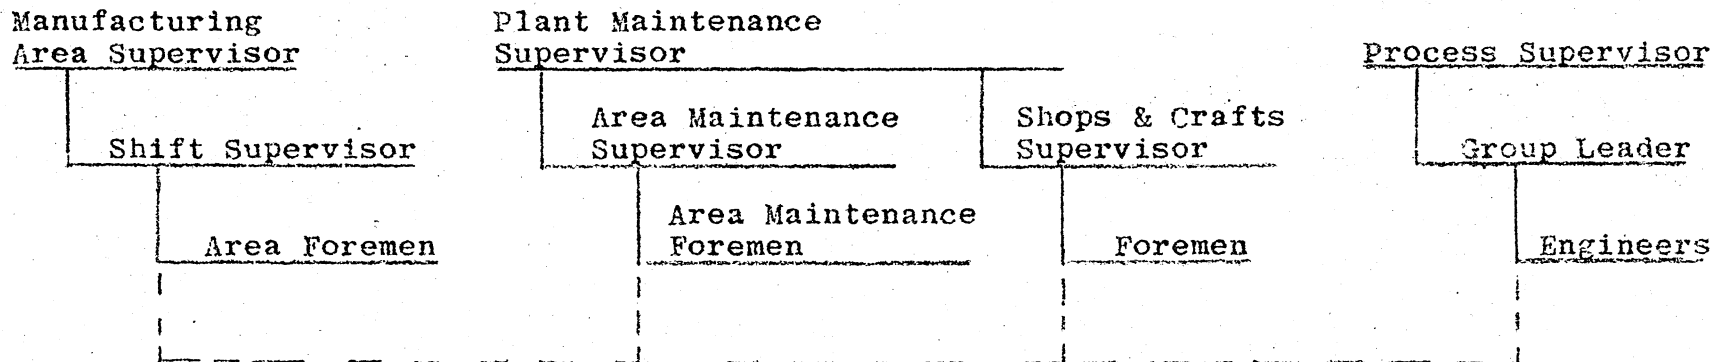 Manufacturing
Area Supervisor
Shift Supervisor
Area Foremen
Plant Maintenance
Supervisor
Area Maintenance
Supervisor
Area Maintenance
Foremen
Shops & Crafts
Supervisor
Foremen
Process Supervisor
Group Leader
Engineers